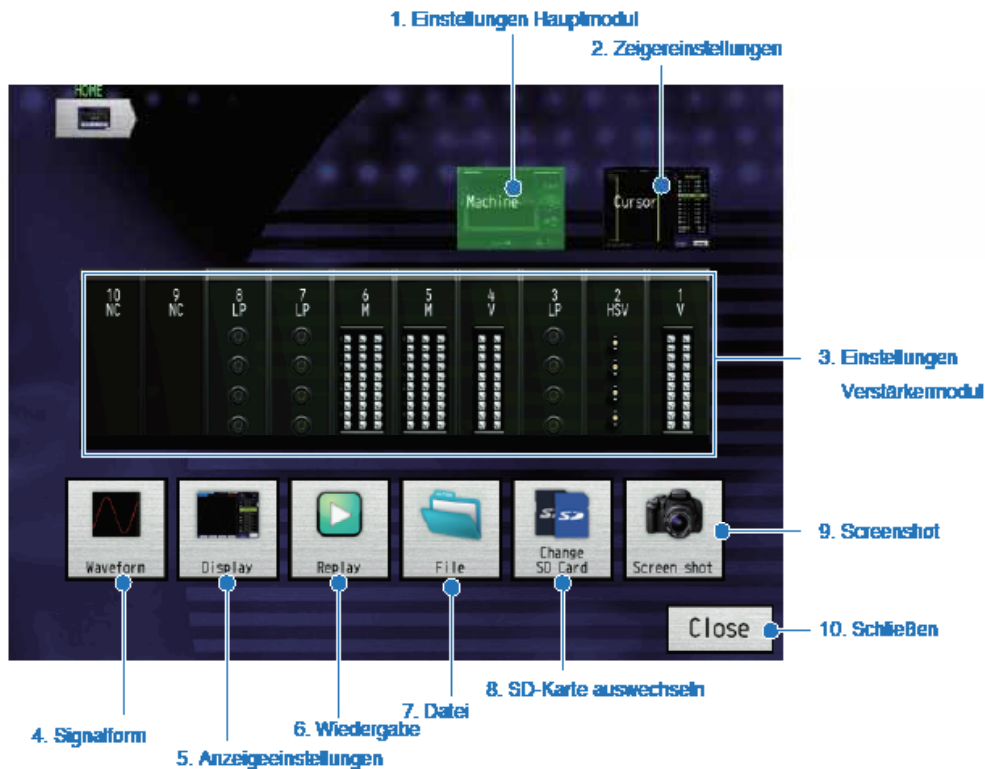 1. Einstellungen Hauptmodul
2. Zeigereinstellungen
HOME
Machine
Cursor
10 9 8 7 6 5 4 3 2 1
NC NC LP LP M M V LP HSV V
3. Einstellungen
Verstärkermodul
Waveform
Display
Replay
File
Change
SD Card
Screen shot
9. Screenshot
Close
10. Schließen
8. SD-Karte auswechseln
7. Datei
6. Wiedergabe
4. Signalform
5. Anzeigeeinstellungen